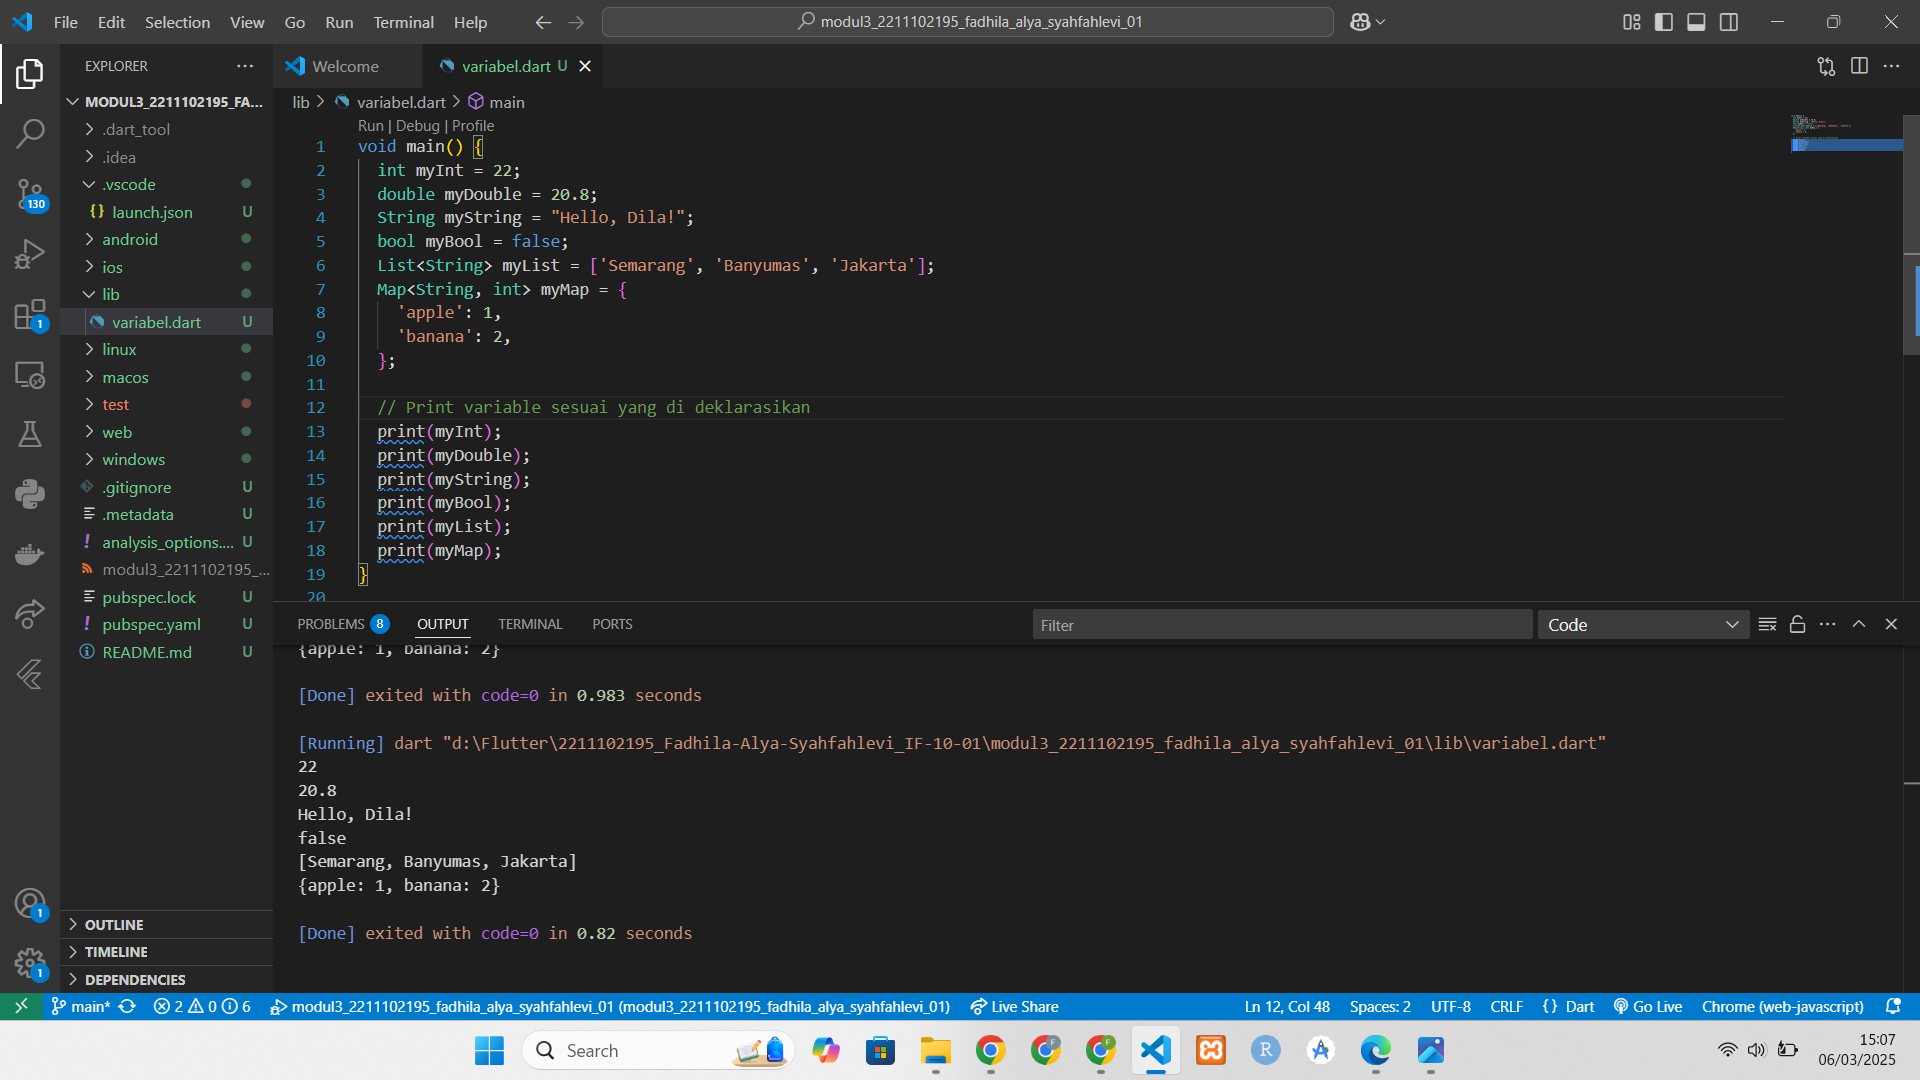 File Edit Selection View Go Run Terminal Help
modul3_2211102195_fadhila_alya_syahfahlevi_01
EXPLORER
Welcome
variabel.dart U
MODUL3_2211102195_FA...
.dart_tool
.idea
.vscode
launch.json U
android
ios
lib
variabel.dart U
linux
macos
test
web
windows
.gitignore U
.metadata U
analysis_options.... U
modul3_2211102195_...
pubspec.lock U
pubspec.yaml U
README.md U
OUTLINE
TIMELINE
DEPENDENCIES
130
1
1
1
lib > variabel.dart > main
Run | Debug | Profile
1 void main() {
2 int myInt = 22;
3 double myDouble = 20.8;
4 String myString = "Hello, Dila!";
5 bool myBool = false;
6 List<String> myList = ['Semarang', 'Banyumas', 'Jakarta'];
7 Map<String, int> myMap = {
8 'apple': 1,
9 'banana': 2,
10 };
11
12 // Print variable sesuai yang di deklarasikan
13 print(myInt);
14 print(myDouble);
15 print(myString);
16 print(myBool);
17 print(myList);
18 print(myMap);
19 }
20
PROBLEMS 8 OUTPUT TERMINAL PORTS
Filter
Code
{apple: 1, banana: 2}
[Done] exited with code=0 in 0.983 seconds
[Running] dart "d:\Flutter\2211102195_Fadhila-Alya-Syahfahlevi_IF-10-01\modul3_2211102195_fadhila_alya_syahfahlevi_01\lib\variabel.dart"
22
20.8
Hello, Dila!
false
[Semarang, Banyumas, Jakarta]
{apple: 1, banana: 2}
[Done] exited with code=0 in 0.82 seconds
main* 2 0 6 modul3_2211102195_fadhila_alya_syahfahlevi_01 (modul3_2211102195_fadhila_alya_syahfahlevi_01) Live Share Ln 12, Col 48 Spaces: 2 UTF-8 CRLF {} Dart Go Live Chrome (web-javascript)
Search
15:07
06/03/2025